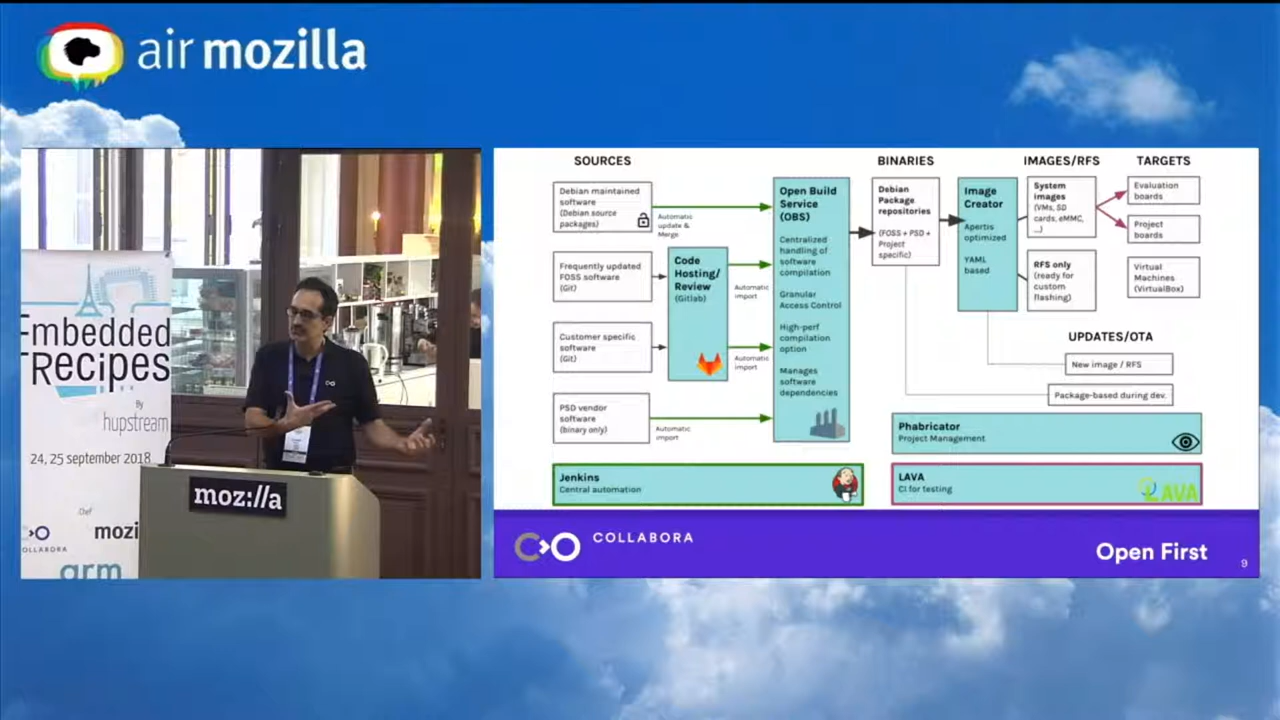 air mozilla
Embedded
Recipes
By
hupstream
24, 25 september 2018
Chef
COLLABORA
mozi
arm
moz://a
SOURCES
BINARIES
IMAGES/RFS
TARGETS
Debian maintained
software
(Debian source
packages)
Automatic
update &
Merge
Frequently updated
FOSS software
(Git)
Customer specific
software
(Git)
PSD vendor
software
(binary only)
Automatic
import
Code
Hosting/
Review
(Gitlab)
Automatic
import
Automatic
import
Open Build
Service
(OBS)
Centralized
handling of
software
compilation
Granular
Access Control
High-perf
compilation
option
Manages
software
dependencies
Debian
Package
repositories
(FOSS + PSD +
Project
specific)
Image
Creator
Apertis
optimized
YAML
based
System
images
(VMs, SD
cards, eMMC,
...)
RFS only
(ready for
custom
flashing)
Evaluation
boards
Project
boards
Virtual
Machines
(VirtualBox)
UPDATES/OTA
New image / RFS
Package-based during dev.
Phabricator
Project Management
Jenkins
Central automation
LAVA
CI for testing
LAVA
COLLABORA
Open First
9